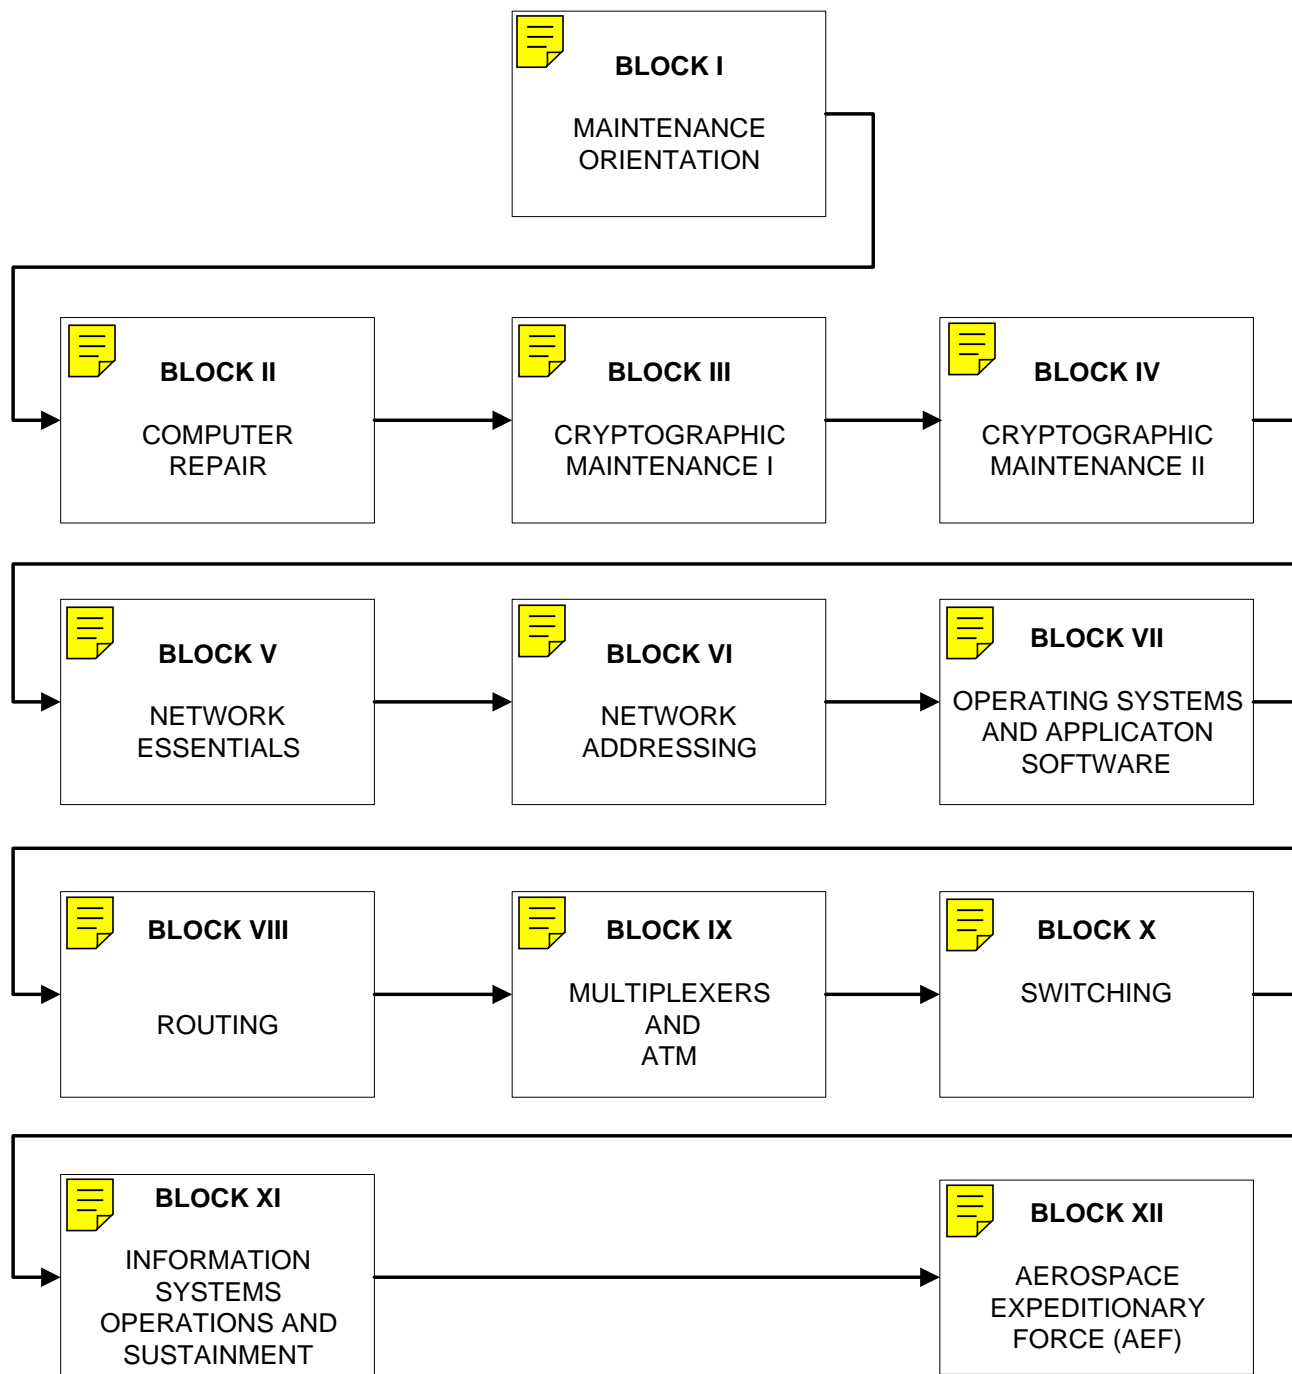 BLOCK I
MAINTENANCE
ORIENTATION
BLOCK II
COMPUTER
REPAIR
BLOCK III
CRYPTOGRAPHIC
MAINTENANCE I
BLOCK IV
CRYPTOGRAPHIC
MAINTENANCE II
BLOCK V
NETWORK
ESSENTIALS
BLOCK VI
NETWORK
ADDRESSING
BLOCK VII
OPERATING SYSTEMS
AND APPLICATON
SOFTWARE
BLOCK VIII
ROUTING
BLOCK IX
MULTIPLEXERS
AND
ATM
BLOCK X
SWITCHING
BLOCK XI
INFORMATION
SYSTEMS
OPERATIONS AND
SUSTAINMENT
BLOCK XII
AEROSPACE
EXPEDITIONARY
FORCE (AEF)